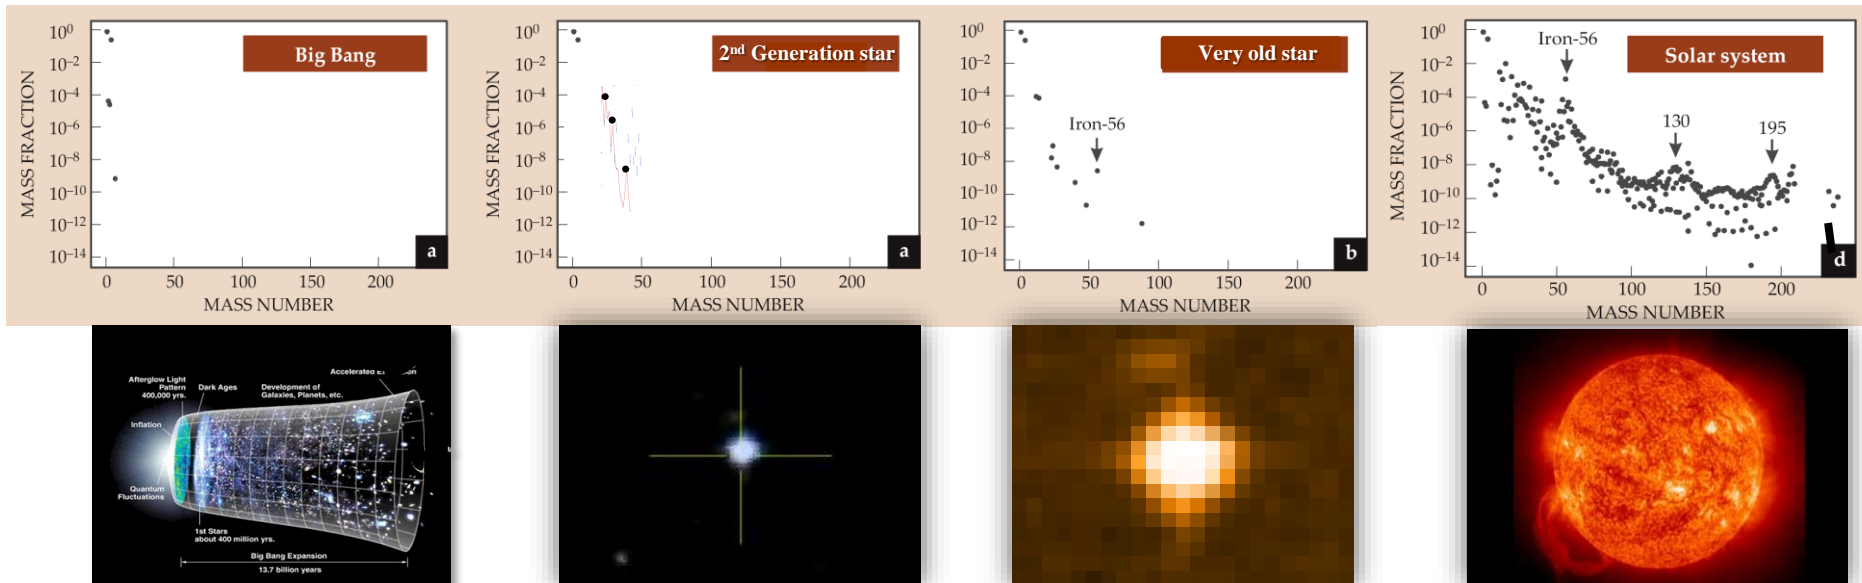 Big Bang
MASS FRACTION
10⁰
10⁻²
10⁻⁴
10⁻⁶
10⁻⁸
10⁻¹⁰
10⁻¹²
10⁻¹⁴
a
0 50 100 150 200
MASS NUMBER
2nd Generation star
MASS FRACTION
10⁰
10⁻²
10⁻⁴
10⁻⁶
10⁻⁸
10⁻¹⁰
10⁻¹²
10⁻¹⁴
a
0 50 100 150 200
MASS NUMBER
Very old star
MASS FRACTION
10⁰
10⁻²
10⁻⁴
10⁻⁶
10⁻⁸
10⁻¹⁰
10⁻¹²
10⁻¹⁴
Iron-56
b
0 50 100 150 200
MASS NUMBER
Solar system
MASS FRACTION
10⁰
10⁻²
10⁻⁴
10⁻⁶
10⁻⁸
10⁻¹⁰
10⁻¹²
10⁻¹⁴
Iron-56
130
195
d
0 50 100 150 200
MASS NUMBER
Afterglow Light
Pattern
400,000 yrs.
Dark Ages
Development of
Galaxies, Planets, etc.
Accelerated
Inflation
Quantum
Fluctuations
1st Stars
about 400 million yrs.
Big Bang Expansion
13.7 billion years